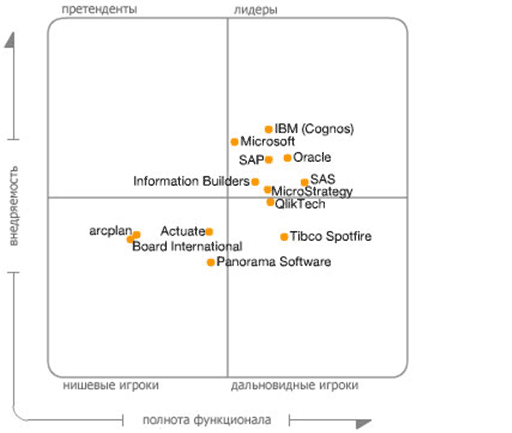 претенденты
лидеры
IBM (Cognos)
Microsoft
SAP
Oracle
Information Builders
SAS
MicroStrategy
QlikTech
arcplan
Actuate
Tibco Spotfire
Board International
Panorama Software
внедряемость
нишевые игроки
дальновидные игроки
полнота функционала